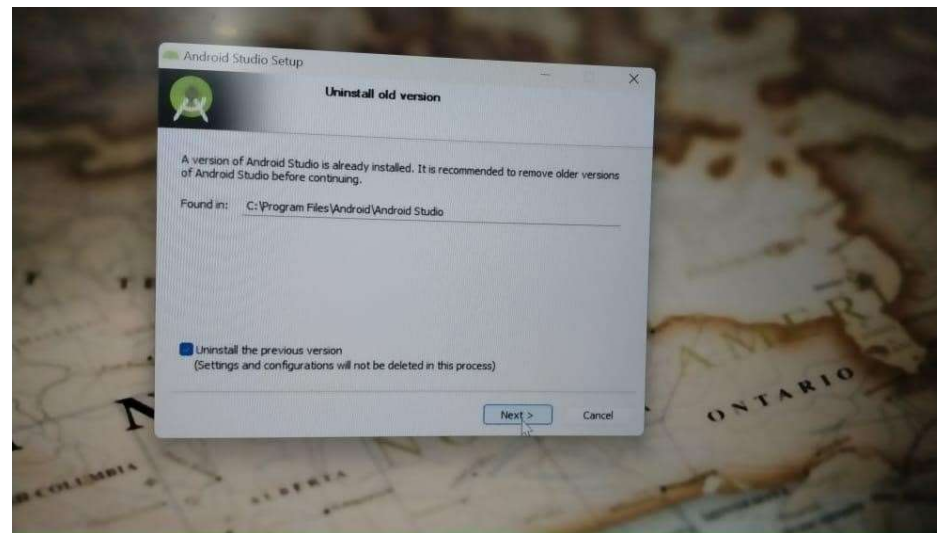 Android Studio Setup
Uninstall old version
A version of Android Studio is already installed. It is recommended to remove older versions
of Android Studio before continuing.
Found in: C:\Program Files\Android\Android Studio
Uninstall the previous version
(Settings and configurations will not be deleted in this process)
Next > Cancel
ONTARIO
ALBERTA